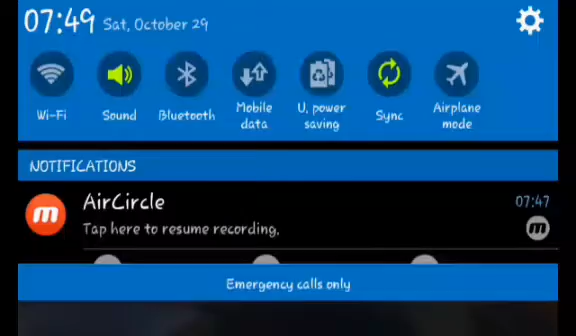 07:49 Sat, October 29
Wi-Fi
Sound
Bluetooth
Mobile
data
U. power
saving
Sync
Airplane
mode
NOTIFICATIONS
AirCircle
07:47
Tap here to resume recording.
Emergency calls only